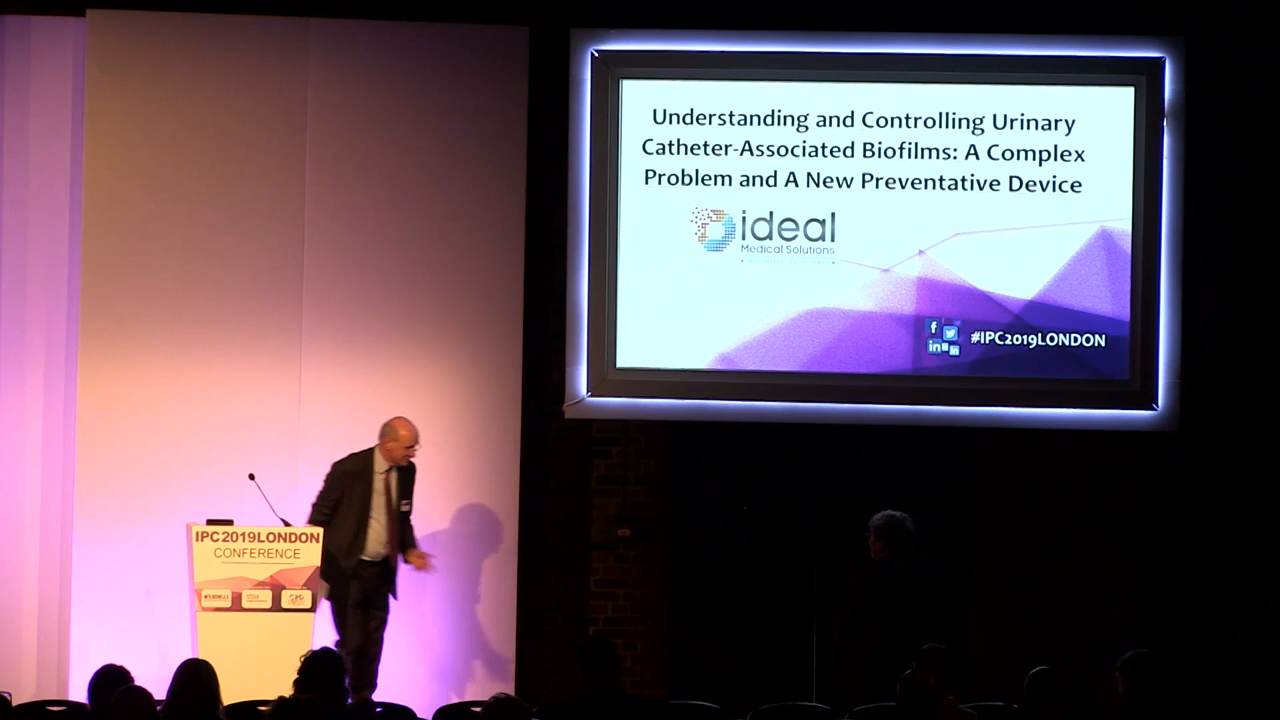 Understanding and Controlling Urinary
Catheter-Associated Biofilms: A Complex
Problem and A New Preventative Device
ideal
Medical Solutions
#IPC2019LONDON
IPC2019LONDON
CONFERENCE